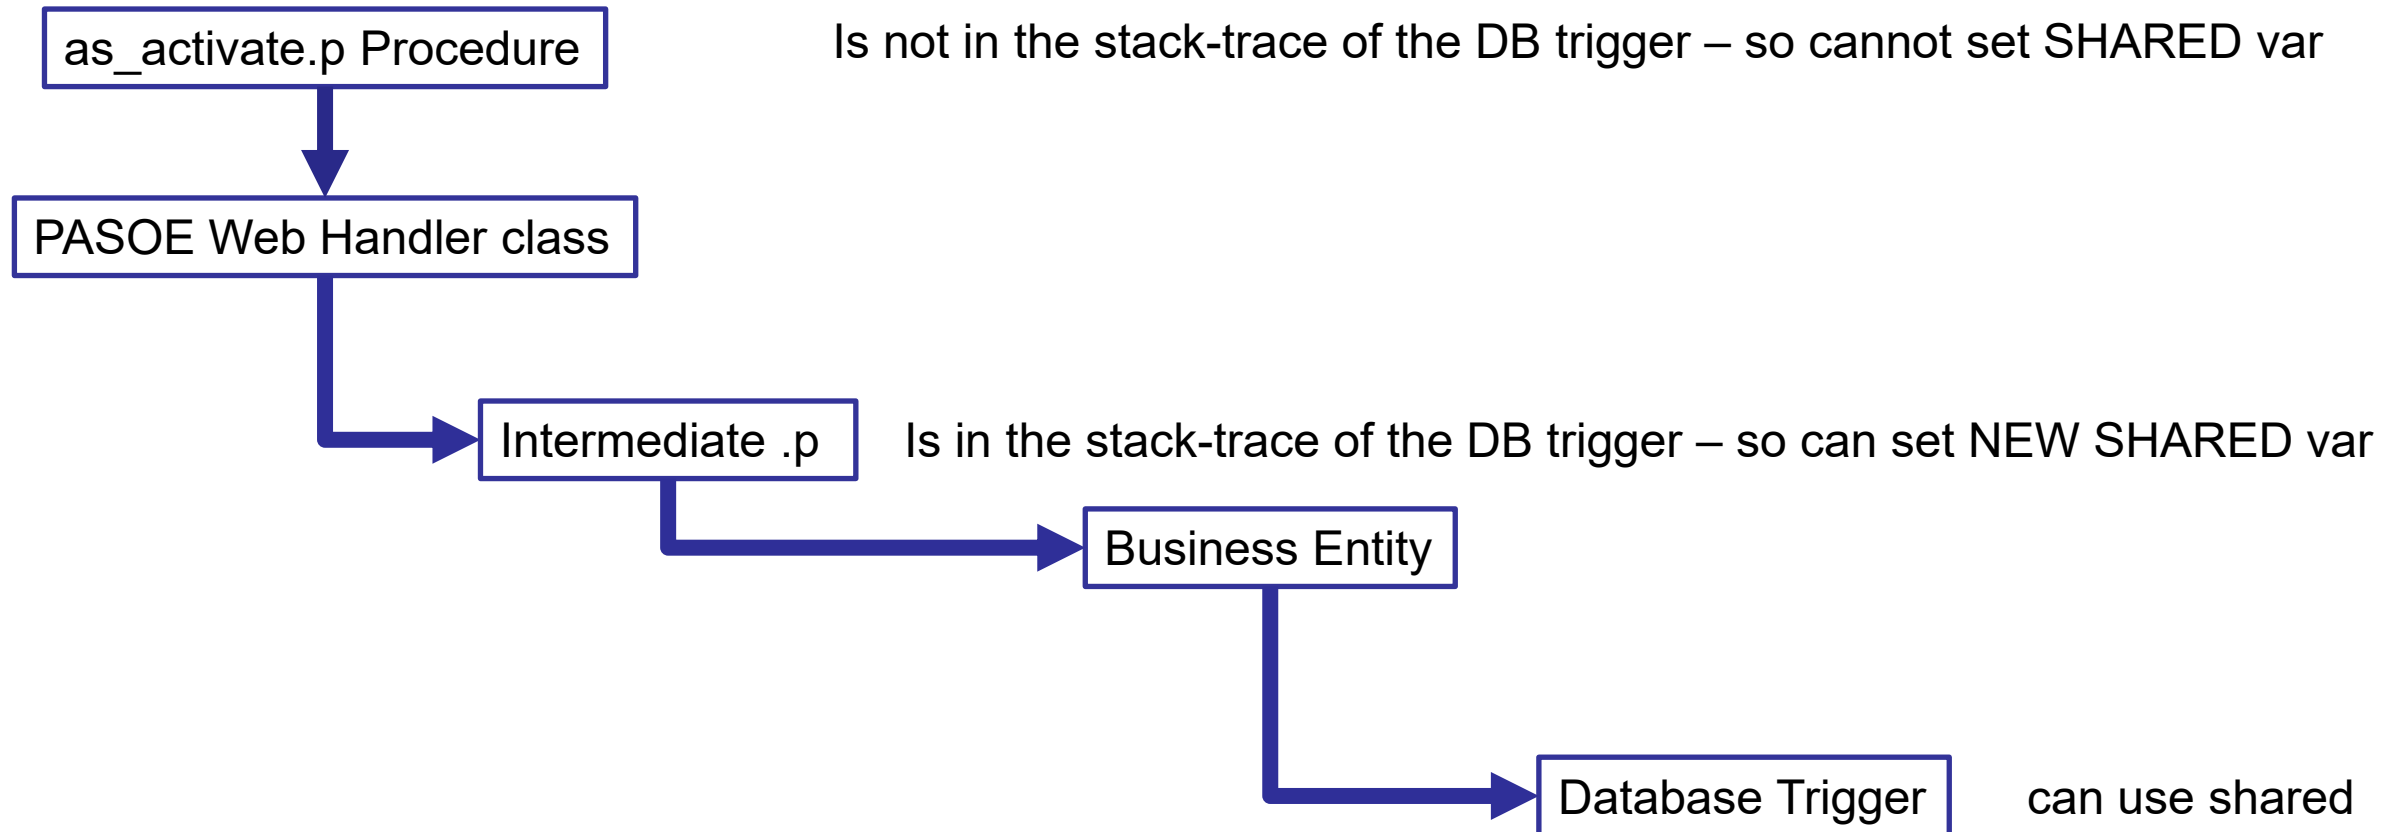 as_activate.p Procedure
Is not in the stack-trace of the DB trigger – so cannot set SHARED var
PASOE Web Handler class
Intermediate .p
Is in the stack-trace of the DB trigger – so can set NEW SHARED var
Business Entity
Database Trigger
can use shared